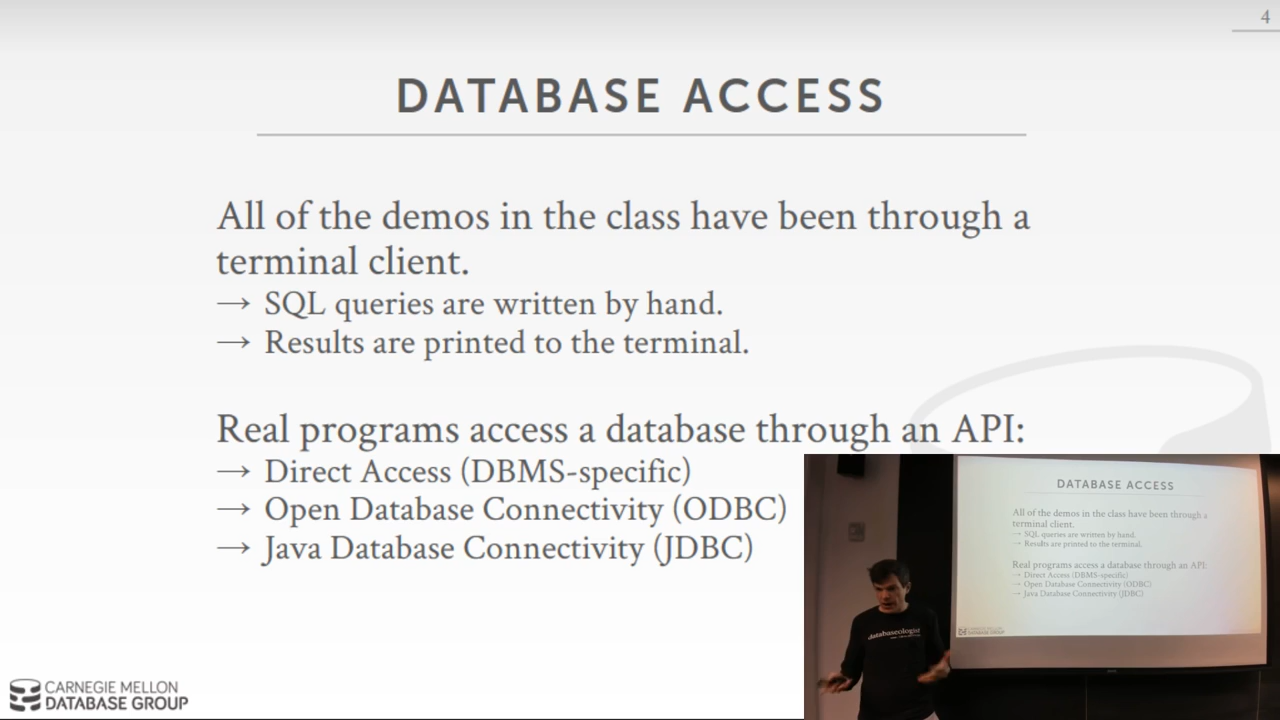 4
DATABASE ACCESS
All of the demos in the class have been through a
terminal client.
→ SQL queries are written by hand.
→ Results are printed to the terminal.
Real programs access a database through an API:
→ Direct Access (DBMS-specific)
→ Open Database Connectivity (ODBC)
→ Java Database Connectivity (JDBC)
CARNEGIE MELLON
DATABASE GROUP
DATABASE ACCESS
All of the demos in the class have been through a
terminal client.
→ SQL queries are written by hand.
→ Results are printed to the terminal.
Real programs access a database through an API:
→ Direct Access (DBMS-specific)
→ Open Database Connectivity (ODBC)
→ Java Database Connectivity (JDBC)
CARNEGIE MELLON
DATABASE GROUP
databaseologist